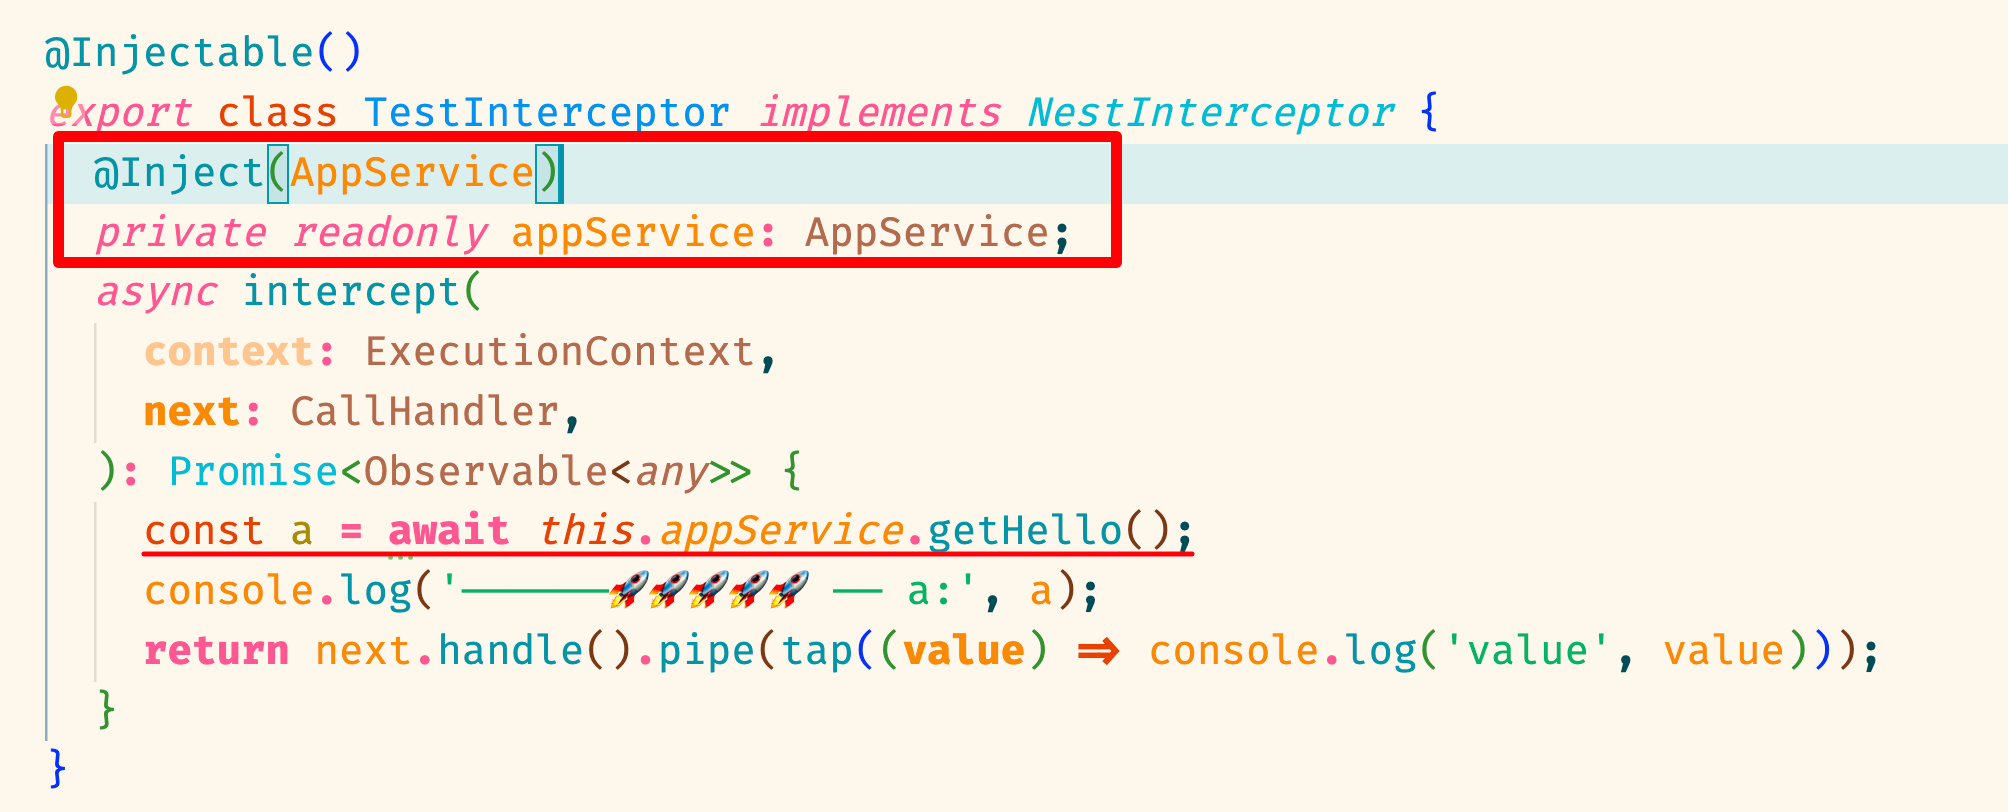 @Injectable()
export class TestInterceptor implements NestInterceptor {
@Inject(AppService)
private readonly appService: AppService;
async intercept(
context: ExecutionContext,
next: CallHandler,
): Promise<Observable<any>> {
const a = await this.appService.getHello();
console.log('——————🚀🚀🚀🚀🚀 —— a:', a);
return next.handle().pipe(tap((value) => console.log('value', value)));
}
}